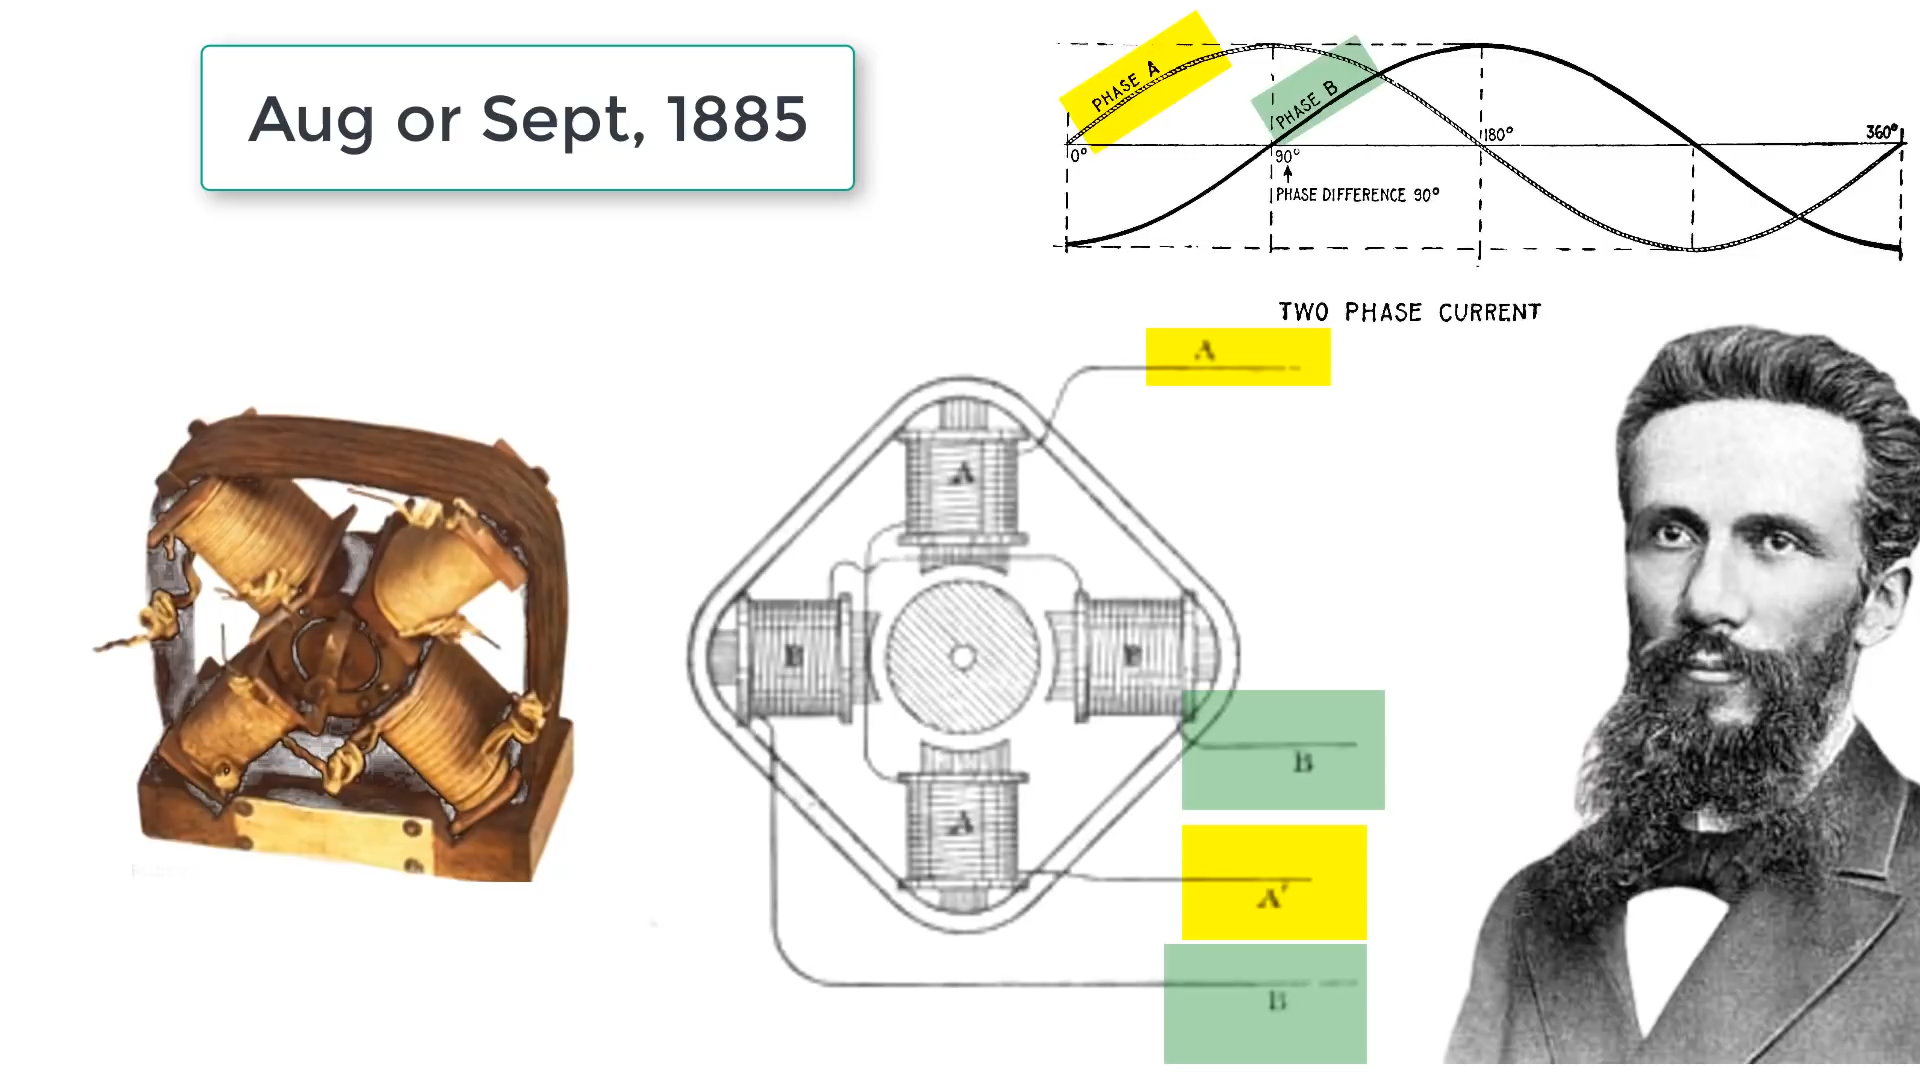 Aug or Sept, 1885
PHASE A
PHASE B
0°
90°
180°
360°
PHASE DIFFERENCE 90°
TWO PHASE CURRENT
A
A
B
B
B
A
A'
B